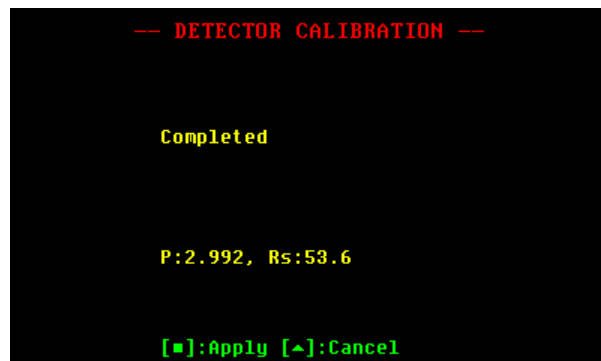 —— DETECTOR CALIBRATION ——
Completed
P:2.992, Rs:53.6
[■]:Apply [▲]:Cancel